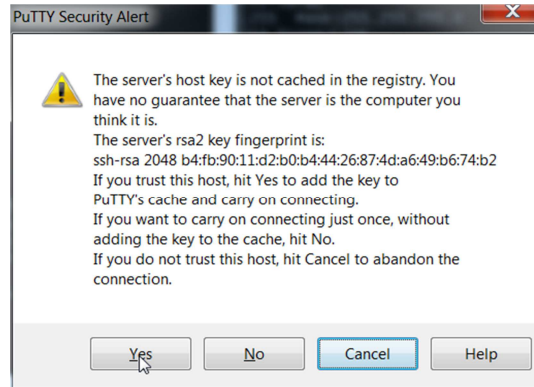 PuTTY Security Alert
X
The server's host key is not cached in the registry. You
have no guarantee that the server is the computer you
think it is.
The server's rsa2 key fingerprint is:
ssh-rsa 2048 b4:fb:90:11:d2:b0:b4:44:26:87:4d:a6:49:b6:74:b2
If you trust this host, hit Yes to add the key to
PuTTY's cache and carry on connecting.
If you want to carry on connecting just once, without
adding the key to the cache, hit No.
If you do not trust this host, hit Cancel to abandon the
connection.
Yes No Cancel Help